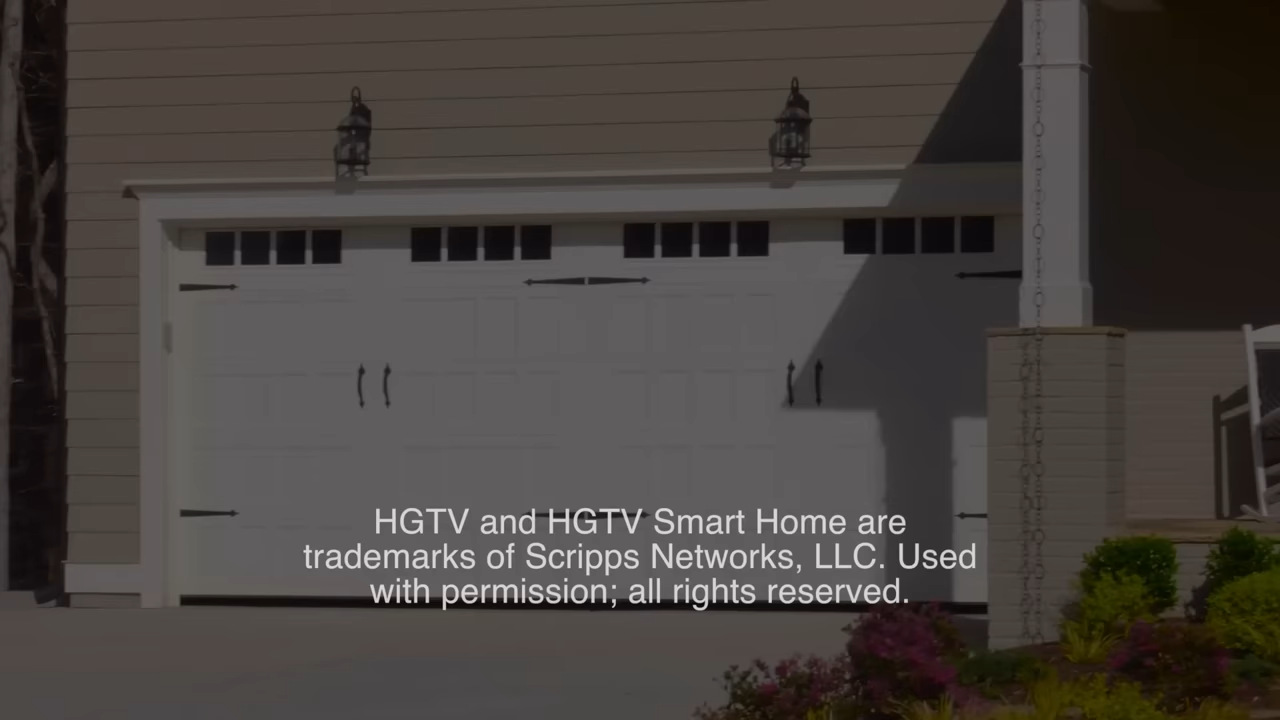 HGTV and HGTV Smart Home are
trademarks of Scripps Networks, LLC. Used
with permission; all rights reserved.